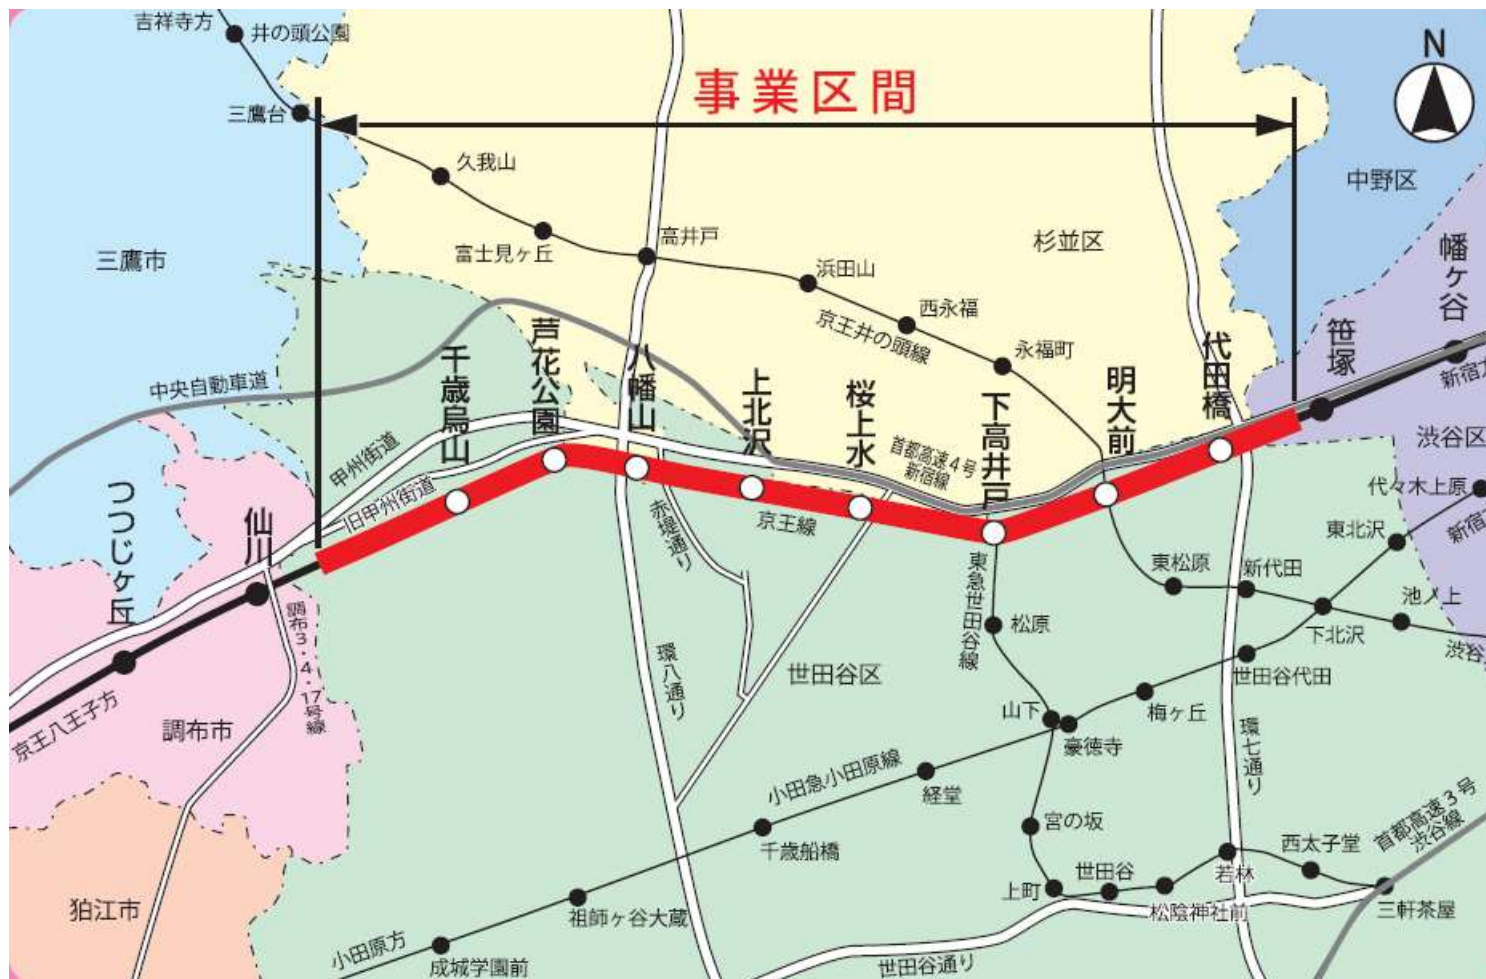 吉祥寺方
井の頭公園
N
事業区間
三鷹台
久我山
中野区
富士見ヶ丘
高井戸
杉並区
三鷹市
浜田山
幡ヶ谷
西永福
京王井の頭線
永福町
笹塚
代田橋
芦花公園
千歳烏山
八幡山
上北沢
桜上水
下高井戸
明大前
中央自動車道
新宿
甲州街道
首都高速4号
新宿線
渋谷区
旧甲州街道
つつじヶ丘
仙川
赤堤通り
京王線
代々木上原
東北沢
新宿
東急世田谷線
東松原
新代田
池ノ上
調布3・4・17号線
松原
下北沢
渋谷
環八通り
世田谷区
世田谷代田
山下
梅ヶ丘
豪徳寺
京王八王子方
調布市
環七通り
小田急小田原線
経堂
千歳船橋
宮の坂
首都高速3号
渋谷線
西太子堂
世田谷
若林
上町
松陰神社前
三軒茶屋
狛江市
祖師ヶ谷大蔵
小田原方
成城学園前
世田谷通り